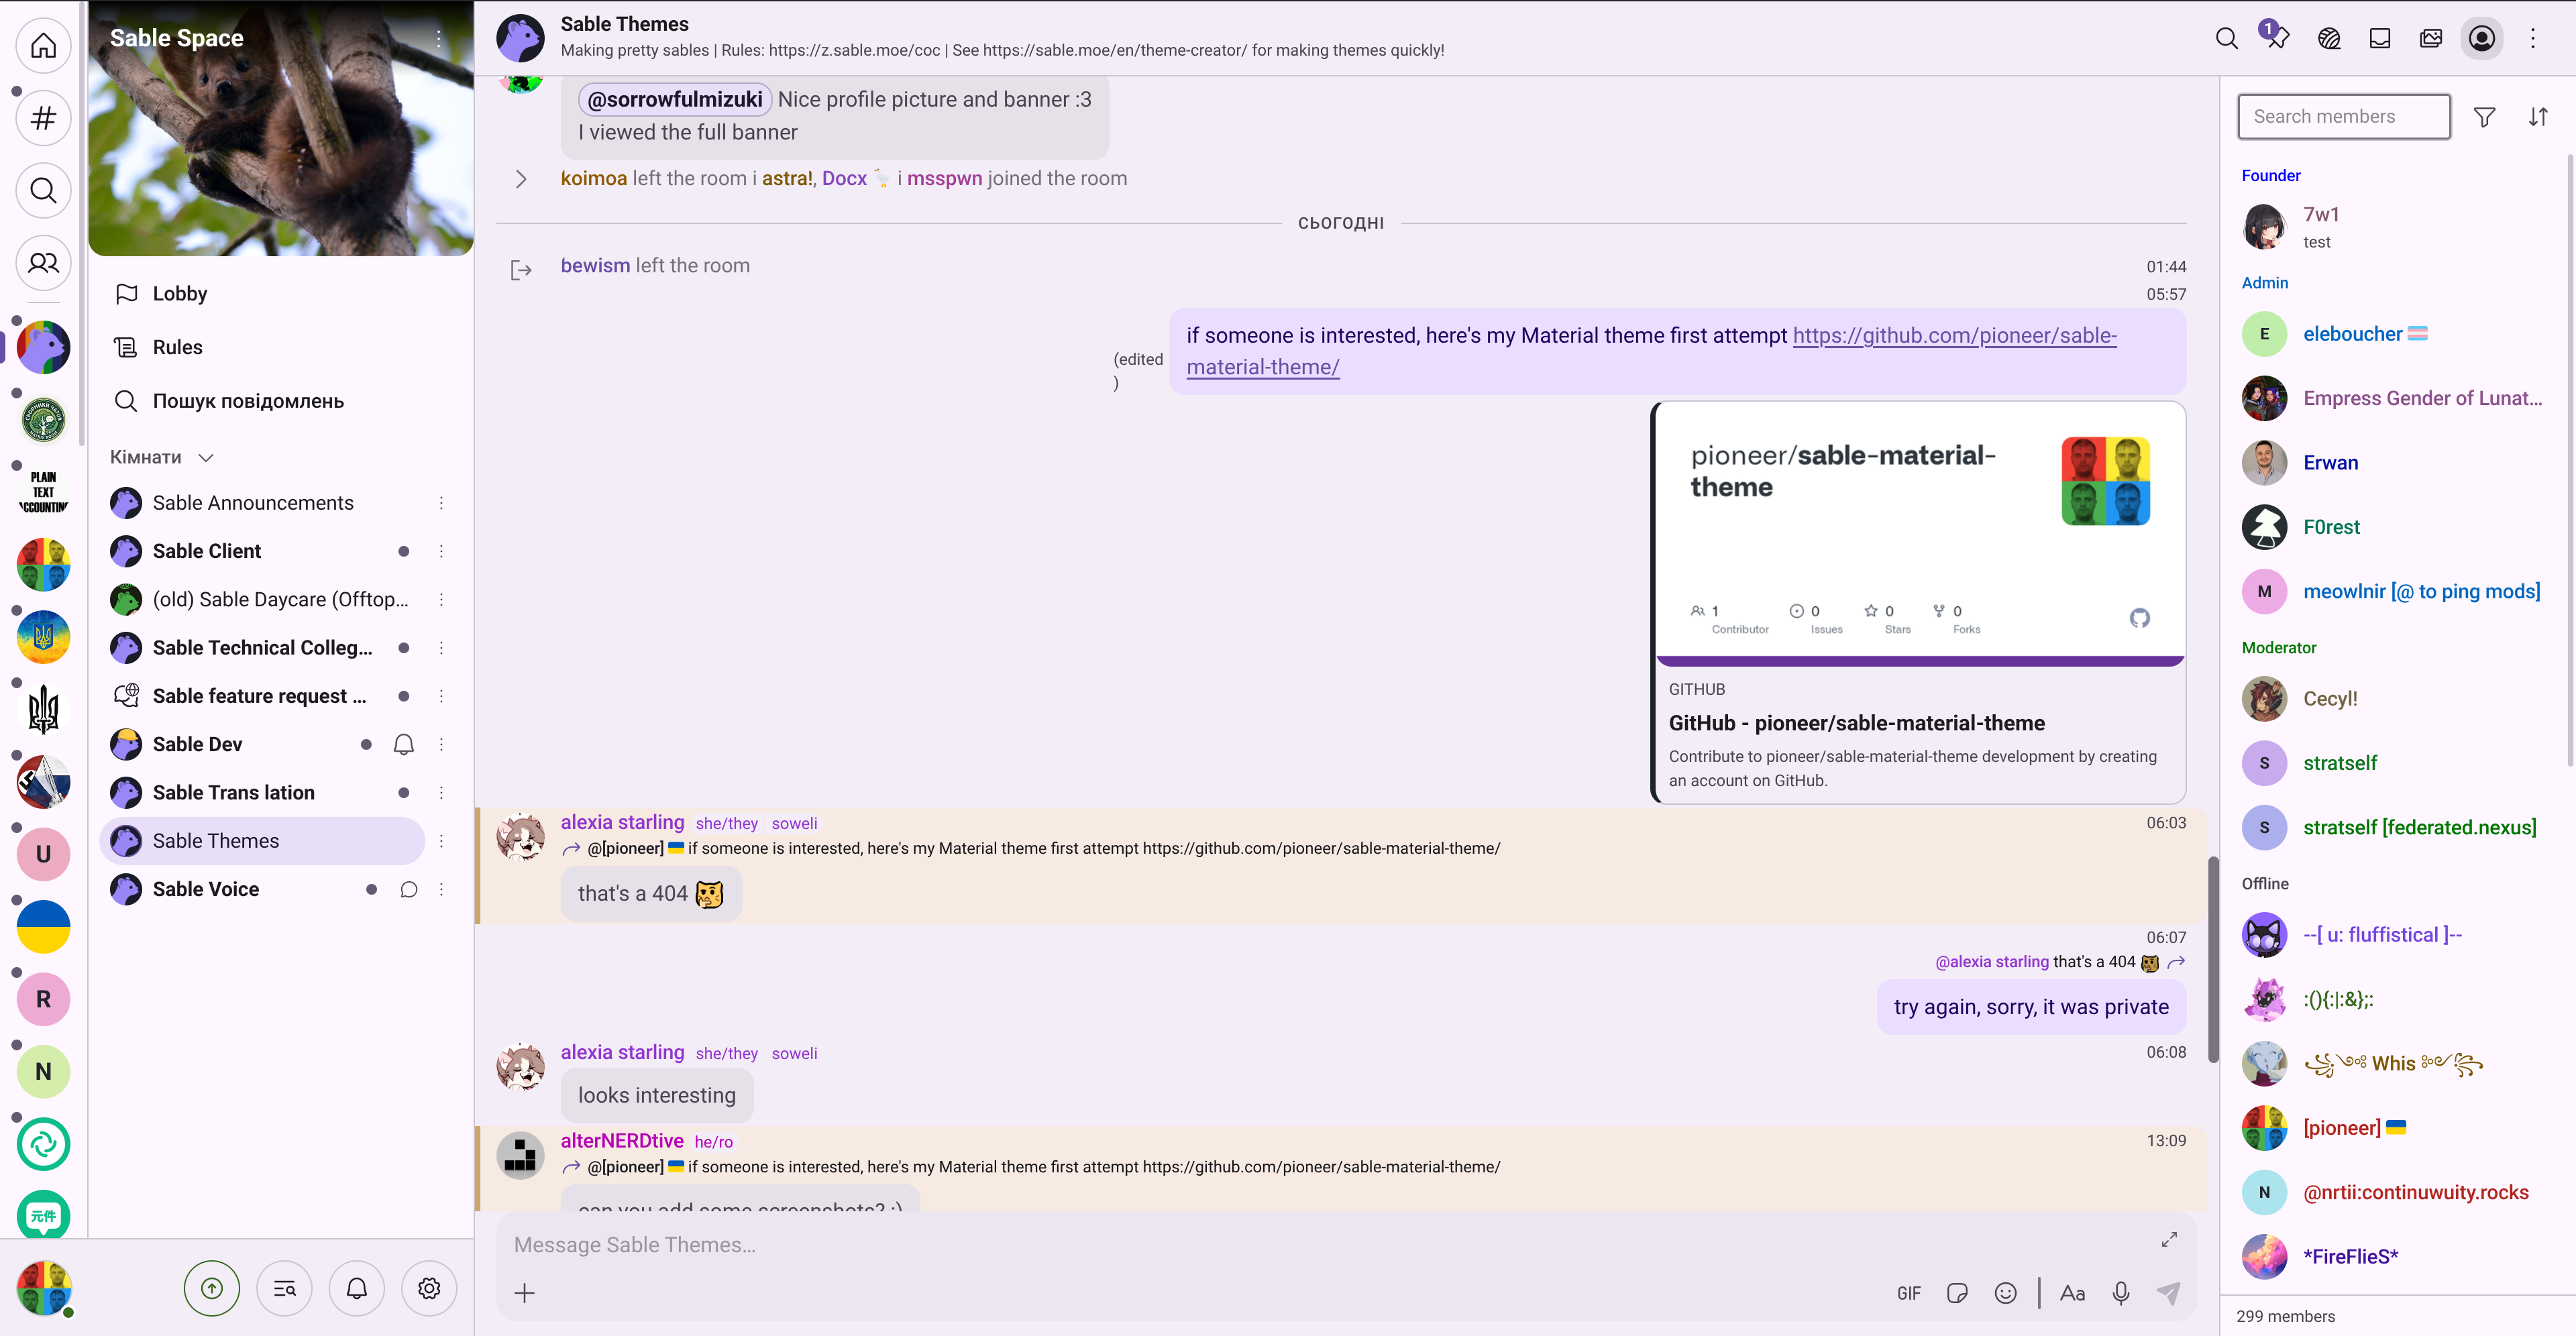 Sable Space
Lobby
Rules
Пошук повідомлень
Кімнати
Sable Announcements
Sable Client
(old) Sable Daycare (Offtop...
Sable Technical Colleg...
Sable feature request ...
Sable Dev
Sable Trans lation
Sable Themes
Sable Voice
PLAIN
TEXT
U
R
N
元件
Sable Themes
Making pretty sables | Rules: https://z.sable.moe/coc | See https://sable.moe/en/theme-creator/ for making themes quickly!
1
@sorrowfulmizuki Nice profile picture and banner :3
I viewed the full banner
koimoa left the room і astra!, Docx 🪿 і msspwn joined the room
СЬОГОДНІ
bewism left the room
01:44
05:57
if someone is interested, here's my Material theme first attempt https://github.com/pioneer/sable-
material-theme/
(edited
)
pioneer/sable-material-
theme
1
Contributor
0
Issues
0
Stars
0
Forks
GITHUB
GitHub - pioneer/sable-material-theme
Contribute to pioneer/sable-material-theme development by creating
an account on GitHub.
alexia starling she/they soweli
06:03
@[pioneer] 🇺🇦 if someone is interested, here's my Material theme first attempt https://github.com/pioneer/sable-material-theme/
that's a 404
06:07
@alexia starling that's a 404
try again, sorry, it was private
alexia starling she/they soweli
06:08
looks interesting
alterNERDtive he/ro
13:09
@[pioneer] 🇺🇦 if someone is interested, here's my Material theme first attempt https://github.com/pioneer/sable-material-theme/
can you add some screenshots? :)
Message Sable Themes...
GIF
Aa
Search members
Founder
7w1
test
Admin
E
eleboucher 🏳️‍⚧️
Empress Gender of Lunat...
Erwan
F0rest
M
meowlnir [@ to ping mods]
Moderator
Cecyl!
S
stratself
S
stratself [federated.nexus]
Offline
--[ u: fluffistical ]--
:(){:|:&};:
Whis
[pioneer] 🇺🇦
N
@nrtii:continuwuity.rocks
*FireFlieS*
299 members